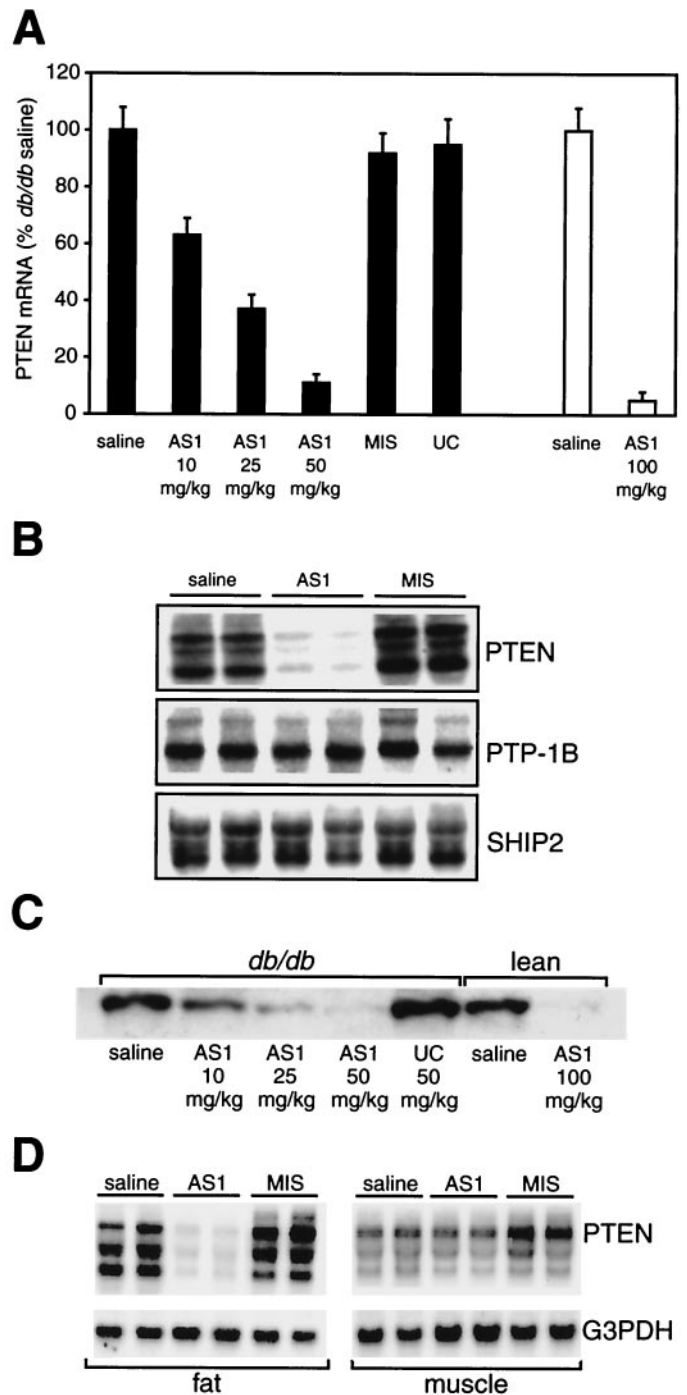 A
PTEN mRNA (% db/db saline)
120
100
80
60
40
20
0
saline AS1 10 mg/kg AS1 25 mg/kg AS1 50 mg/kg MIS UC saline AS1 100 mg/kg
B
saline AS1 MIS
PTEN
PTP-1B
SHIP2
C
db/db lean
saline AS1 10 mg/kg AS1 25 mg/kg AS1 50 mg/kg UC 50 mg/kg saline AS1 100 mg/kg
D
saline AS1 MIS saline AS1 MIS
PTEN
G3PDH
fat muscle